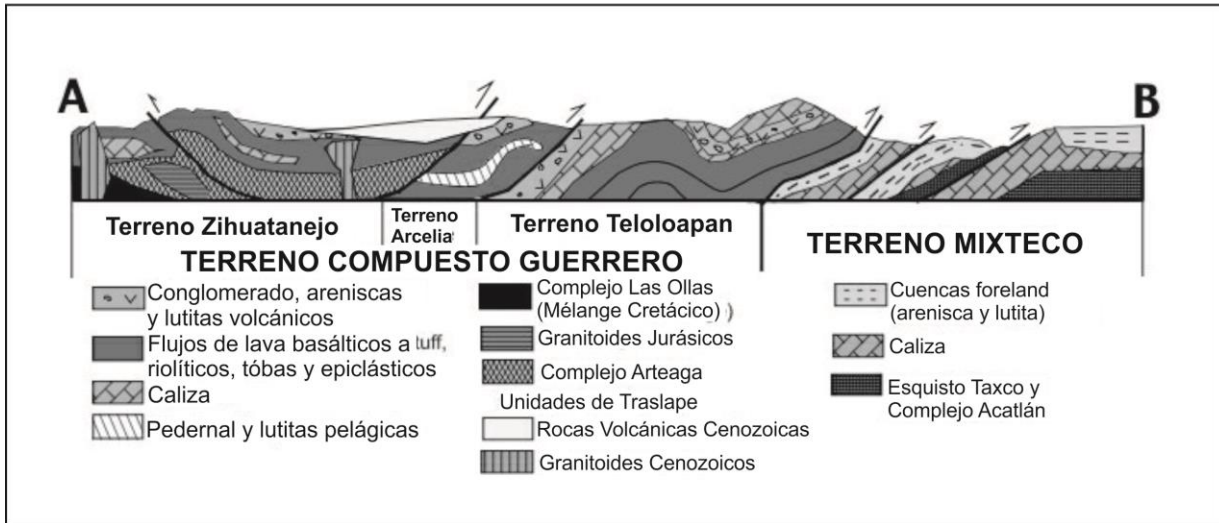 A
B
Terreno Zihuatanejo
Terreno
Arcelia
Terreno Teloloapan
TERRENO COMPUESTO GUERRERO
TERRENO MIXTECO
Conglomerado, areniscas
y lutitas volcánicos
Flujos de lava basálticos a tuff,
riolíticos, tóbas y epiclásticos
Caliza
Pedernal y lutitas pelágicas
Complejo Las Ollas
(Mélange Cretácico) )
Granitoides Jurásicos
Complejo Arteaga
Unidades de Traslape
Rocas Volcánicas Cenozoicas
Granitoides Cenozoicos
Cuencas foreland
(arenisca y lutita)
Caliza
Esquisto Taxco y
Complejo Acatlán